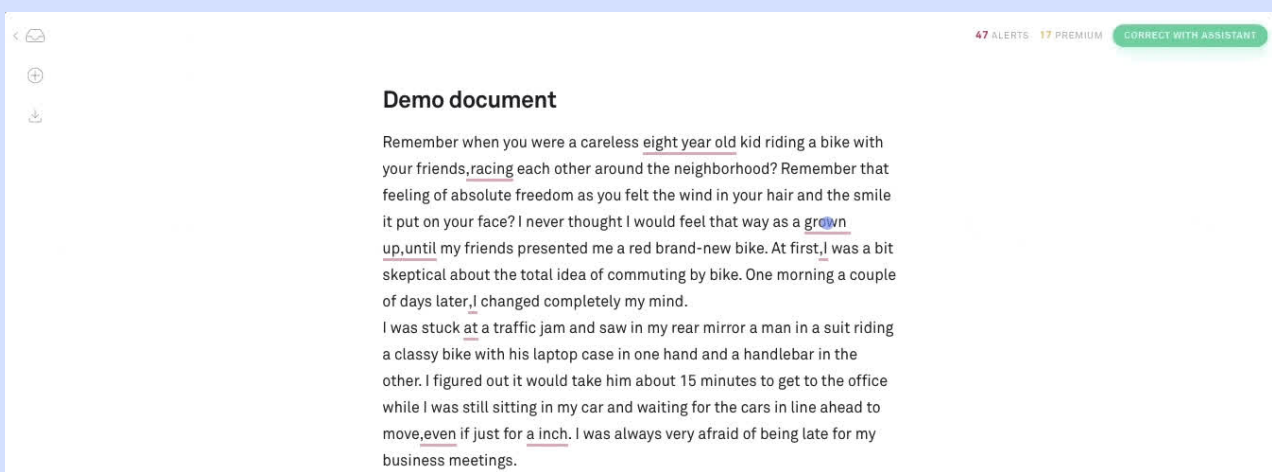 47 ALERTS 17 PREMIUM CORRECT WITH ASSISTANT
Demo document
Remember when you were a careless eight year old kid riding a bike with
your friends,racing each other around the neighborhood? Remember that
feeling of absolute freedom as you felt the wind in your hair and the smile
it put on your face? I never thought I would feel that way as a grown
up,until my friends presented me a red brand-new bike. At first,I was a bit
skeptical about the total idea of commuting by bike. One morning a couple
of days later,I changed completely my mind.
I was stuck at a traffic jam and saw in my rear mirror a man in a suit riding
a classy bike with his laptop case in one hand and a handlebar in the
other. I figured out it would take him about 15 minutes to get to the office
while I was still sitting in my car and waiting for the cars in line ahead to
move,even if just for a inch. I was always very afraid of being late for my
business meetings.